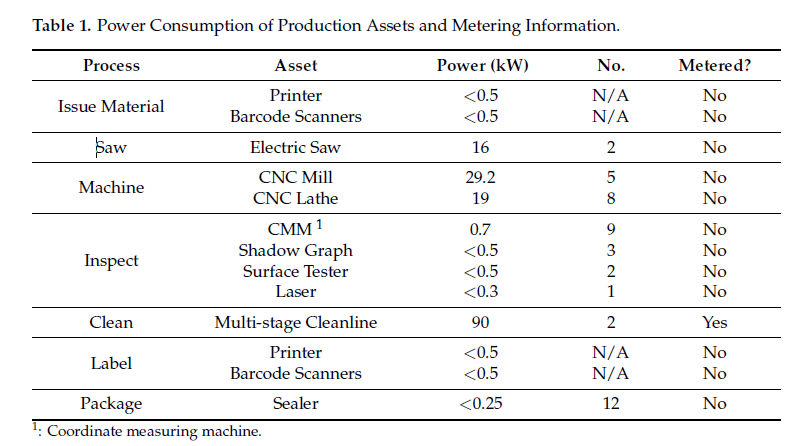 Table 1. Power Consumption of Production Assets and Metering Information.
Process Asset Power (kW) No. Metered?
Issue Material
Printer <0.5 N/A No
Barcode Scanners <0.5 N/A No
Saw Electric Saw 16 2 No
Machine
CNC Mill 29.2 5 No
CNC Lathe 19 8 No
Inspect
CMM 1 0.7 9 No
Shadow Graph <0.5 3 No
Surface Tester <0.5 2 No
Laser <0.3 1 No
Clean Multi-stage Cleanline 90 2 Yes
Label
Printer <0.5 N/A No
Barcode Scanners <0.5 N/A No
Package Sealer <0.25 12 No
1: Coordinate measuring machine.